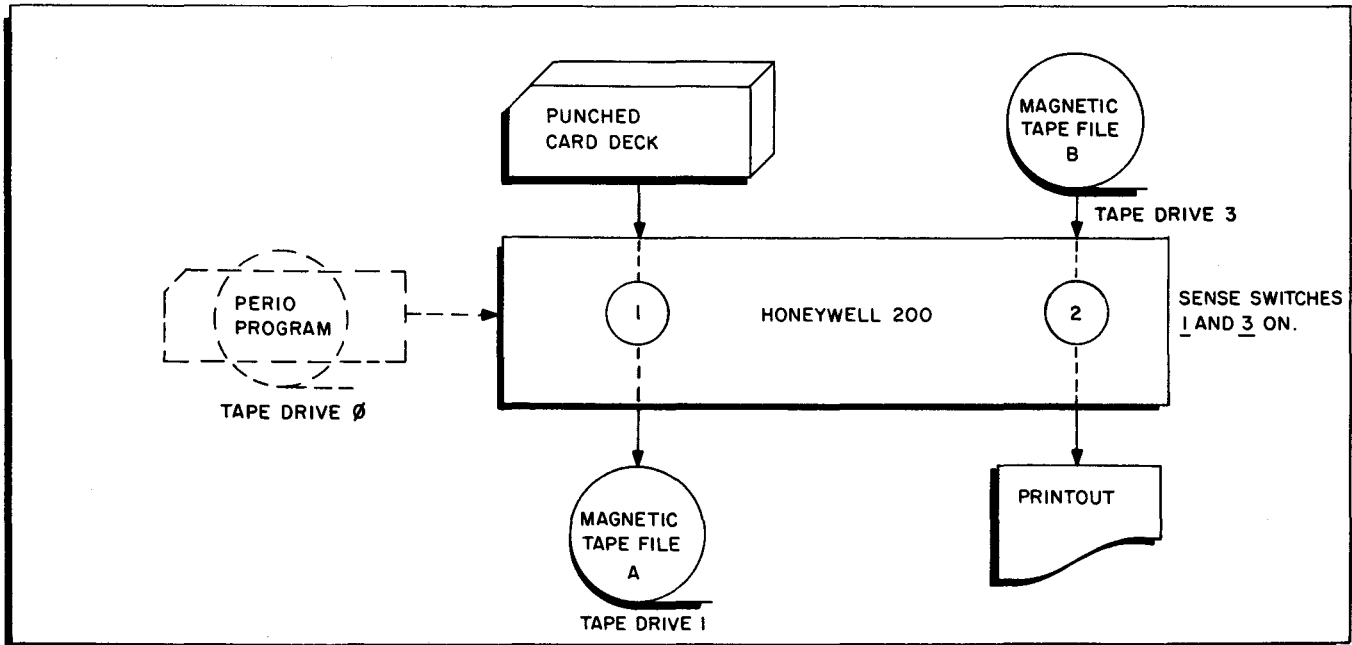 PUNCHED
CARD DECK
MAGNETIC
TAPE FILE
B
TAPE DRIVE 3
PERIO
PROGRAM
TAPE DRIVE Ø
1
HONEYWELL 200
2
SENSE SWITCHES
1 AND 3 ON.
MAGNETIC
TAPE FILE
A
TAPE DRIVE 1
PRINTOUT